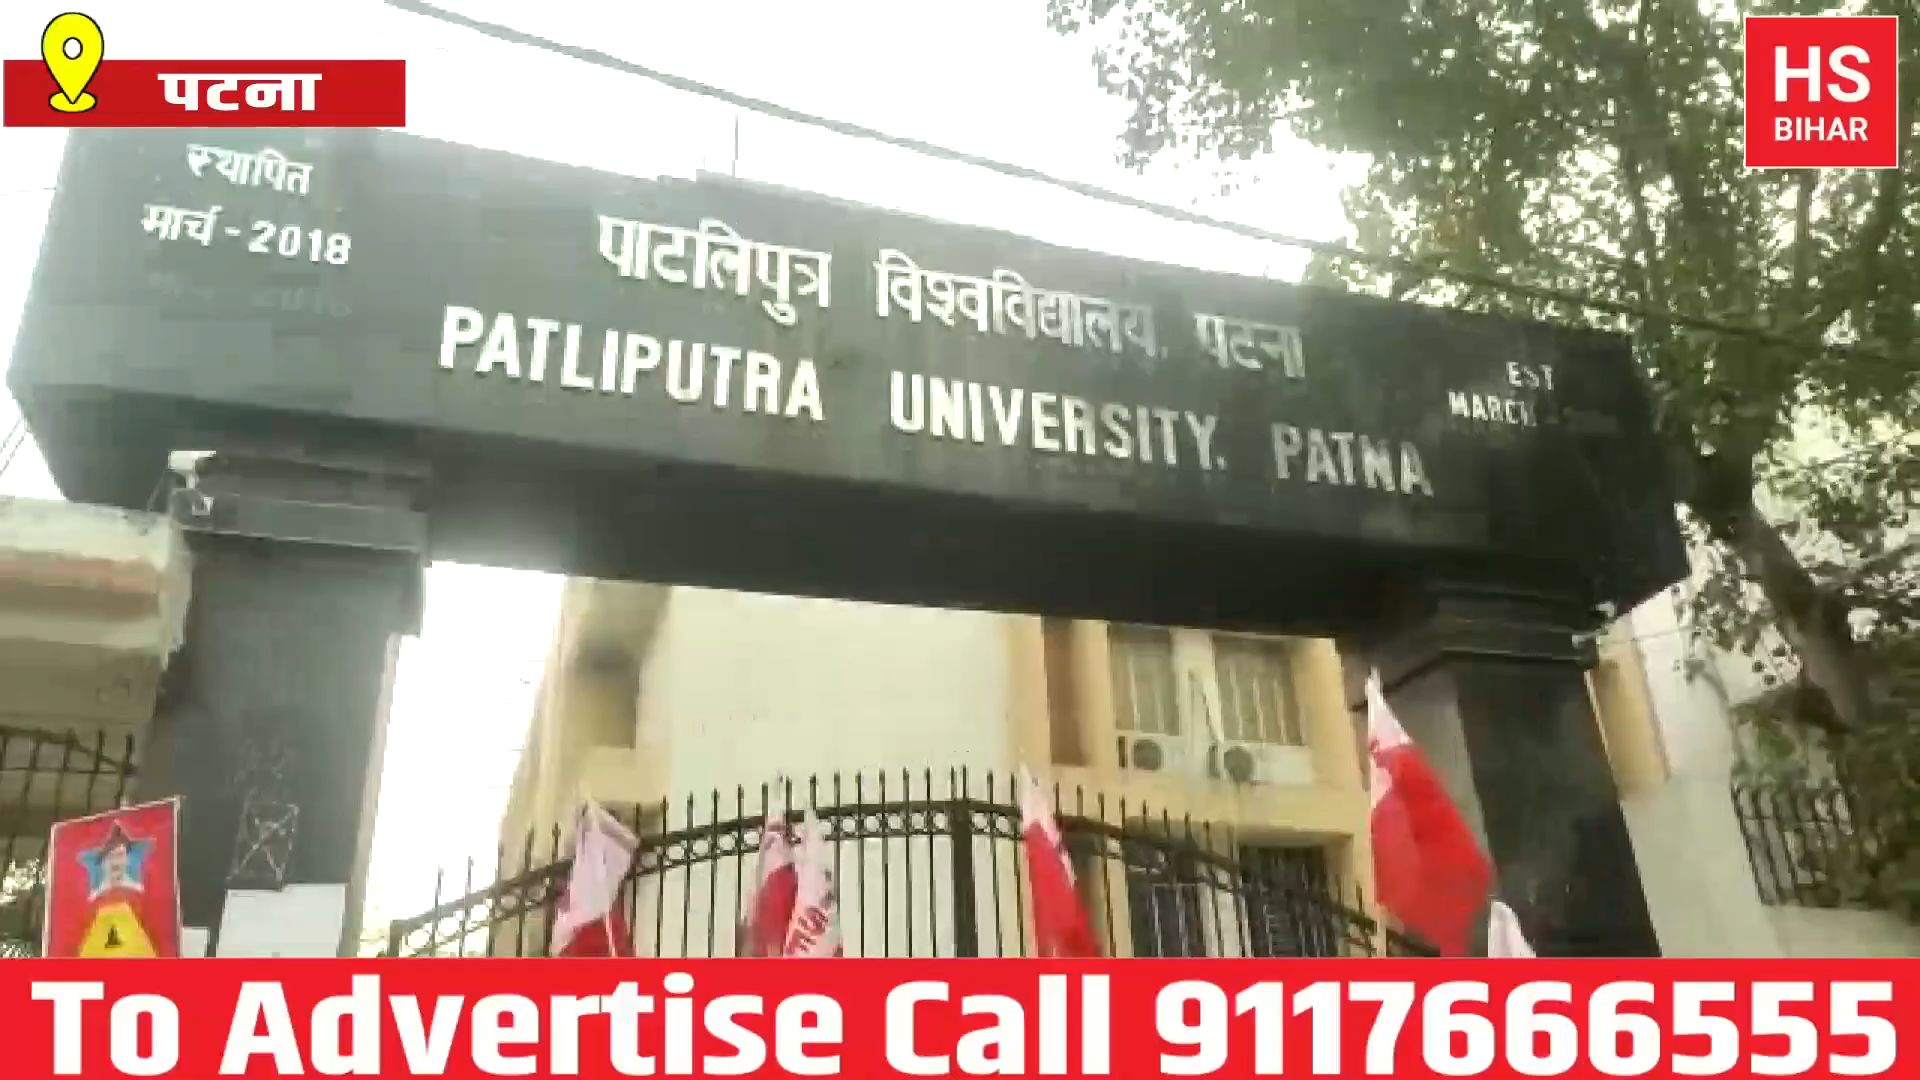 पटना
HS
BIHAR
स्थापित
मार्च - 2018
पाटलिपुत्र विश्वविद्यालय, पटना
PATLIPUTRA UNIVERSITY, PATNA
EST
MARCH
To Advertise Call 9117666555